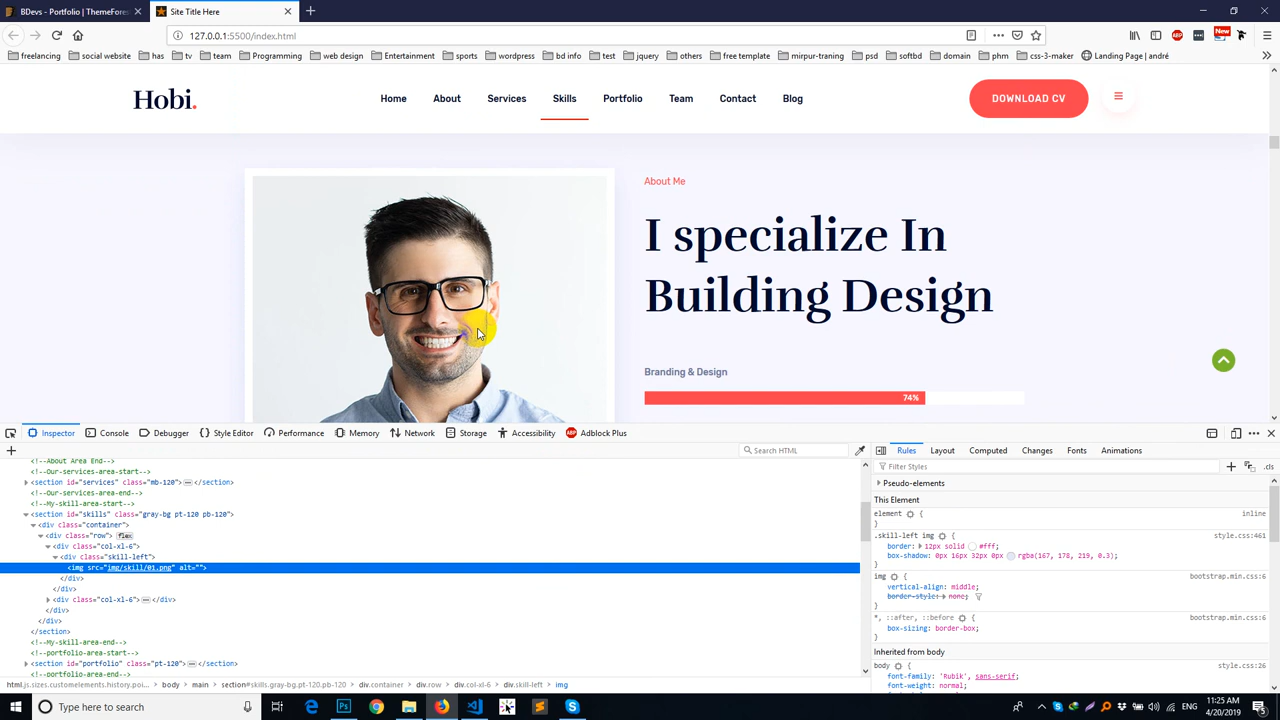 BDevs - Portfolio | ThemeFores
Site Title Here
127.0.0.1:5500/index.html
New
freelancing
social website
has
tv
team
Programming
web design
Entertainment
sports
wordpress
bd info
test
jquery
others
free template
mirpur-traning
psd
softbd
domain
phm
css-3-maker
Landing Page | andré
Hobi.
Home
About
Services
Skills
Portfolio
Team
Contact
Blog
DOWNLOAD CV
About Me
I specialize In
Building Design
Branding & Design
74%
Inspector
Console
Debugger
Style Editor
Performance
Memory
Network
Storage
Accessibility
Adblock Plus
Search HTML
Rules
Layout
Computed
Changes
Fonts
Animations
<!--About Area End-->
<!--Our-services-area-start-->
<section id="services" class="mb-120"></section>
<!--Our-services-area-end-->
<!--My-skill-area-start-->
<section id="skills" class="gray-bg pt-120 pb-120">
<div class="container">
<div class="row"> flex
<div class="col-xl-6">
<div class="skill-left">
<img src="img/skill/01.png" alt="">
</div>
</div>
<div class="col-xl-6"></div>
</div>
</div>
</section>
<!--My-skill-area-end-->
<!--portfolio-area-start-->
<section id="portfolio" class="pt-120"></section>
<!--portfolio-area-end-->
html.js.sizes.customelements.history.poi...
body
main
section#skills.gray-bg.pt-120.pb-120
div.container
div.row
div.col-xl-6
div.skill-left
img
Filter Styles
.cls
Pseudo-elements
This Element
element {
inline
}
.skill-left img {
style.css:461
border: 12px solid #fff;
box-shadow: 0px 16px 32px 0px rgba(167, 178, 219, 0.3);
}
img {
bootstrap.min.css:6
vertical-align: middle;
border-style: none;
}
*, ::after, ::before {
bootstrap.min.css:6
box-sizing: border-box;
}
Inherited from body
body {
style.css:26
font-family: 'Rubik', sans-serif;
font-weight: normal;
Type here to search
ENG
11:25 AM
4/20/2019